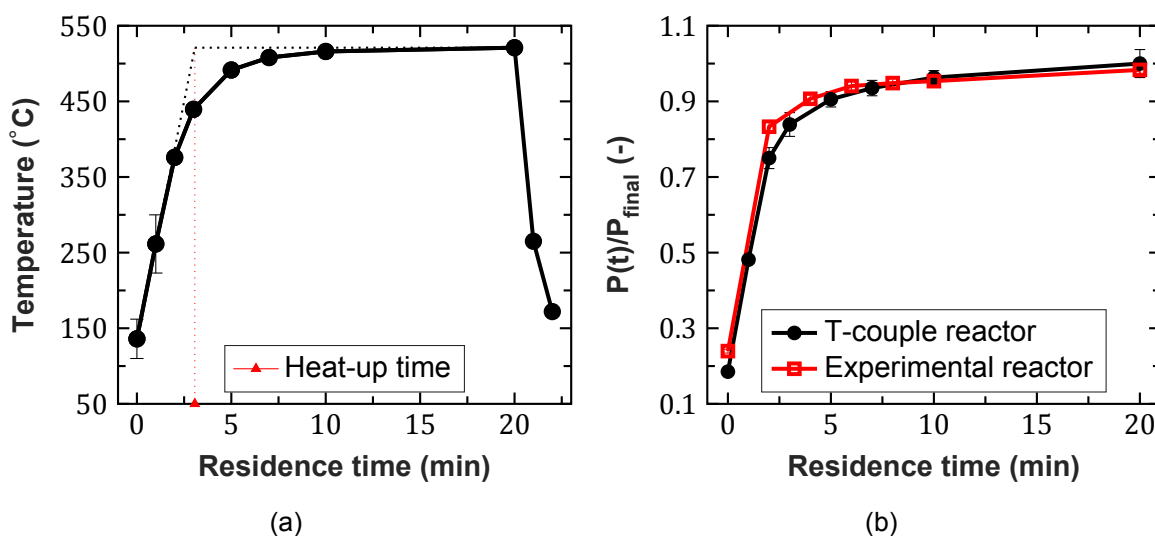 Temperature (°C)
550
450
350
250
150
50
0
5
10
15
20
Heat-up time
Residence time (min)
(a)
P(t)/P_final (-)
1.1
0.9
0.7
0.5
0.3
0.1
0
5
10
15
20
T-couple reactor
Experimental reactor
Residence time (min)
(b)